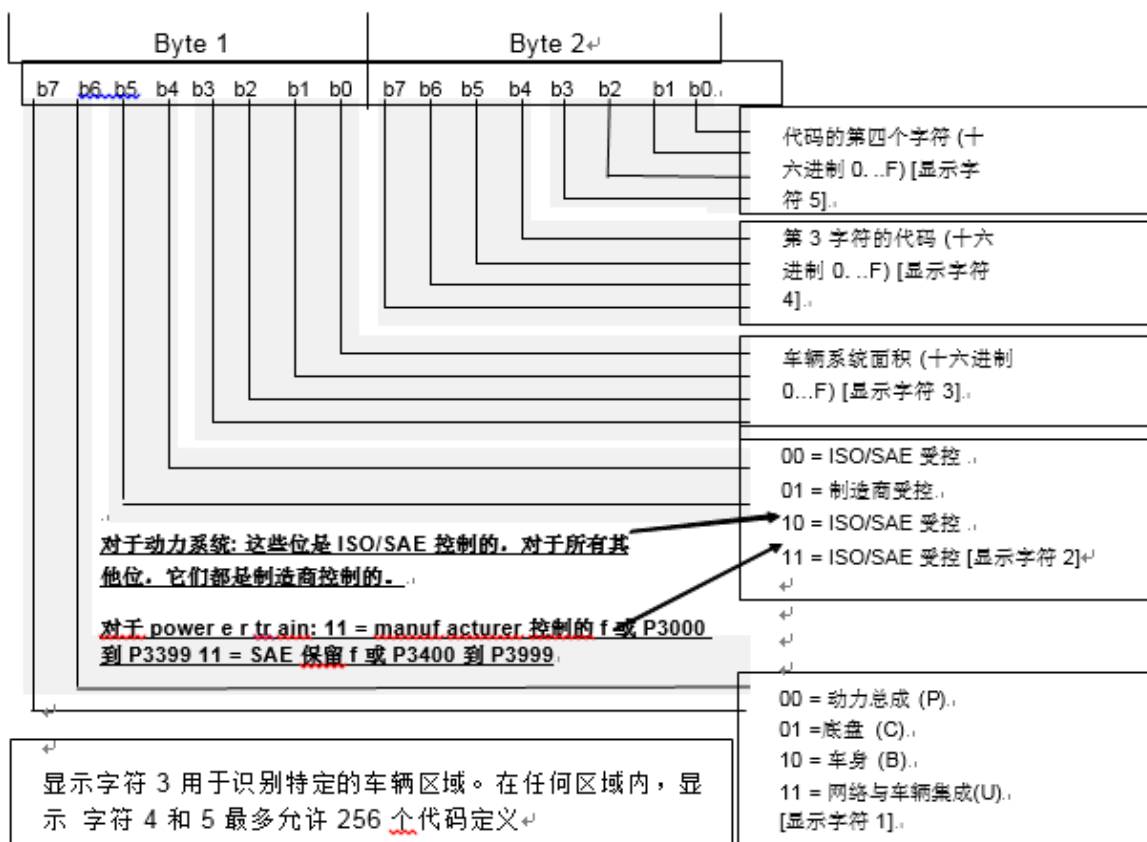 Byte 1 Byte 2
b7 b6 b5 b4 b3 b2 b1 b0 b7 b6 b5 b4 b3 b2 b1 b0
代码的第四个字符 (十
六进制 0. ..F) [显示字
符 5]
第 3 字符的代码 (十六
进制 0. ..F) [显示字符
4]
车辆系统面积 (十六进制
0...F) [显示字符 3]
00 = ISO/SAE 受控
01 = 制造商受控
10 = ISO/SAE 受控
11 = ISO/SAE 受控 [显示字符 2]
对于动力系统: 这些位是 ISO/SAE 控制的. 对于所有其
他位, 它们都是制造商控制的。
对于 power e r tr ain: 11 = manuf acturer 控制的 f 或 P3000
到 P3399 11 = SAE 保留 f 或 P3400 到 P3999
00 = 动力总成 (P)
01 =底盘 (C)
10 = 车身 (B)
11 = 网络与车辆集成(U)
[显示字符 1]
显示字符 3 用于识别特定的车辆区域。在任何区域内，显
示 字符 4 和 5 最多允许 256 个代码定义